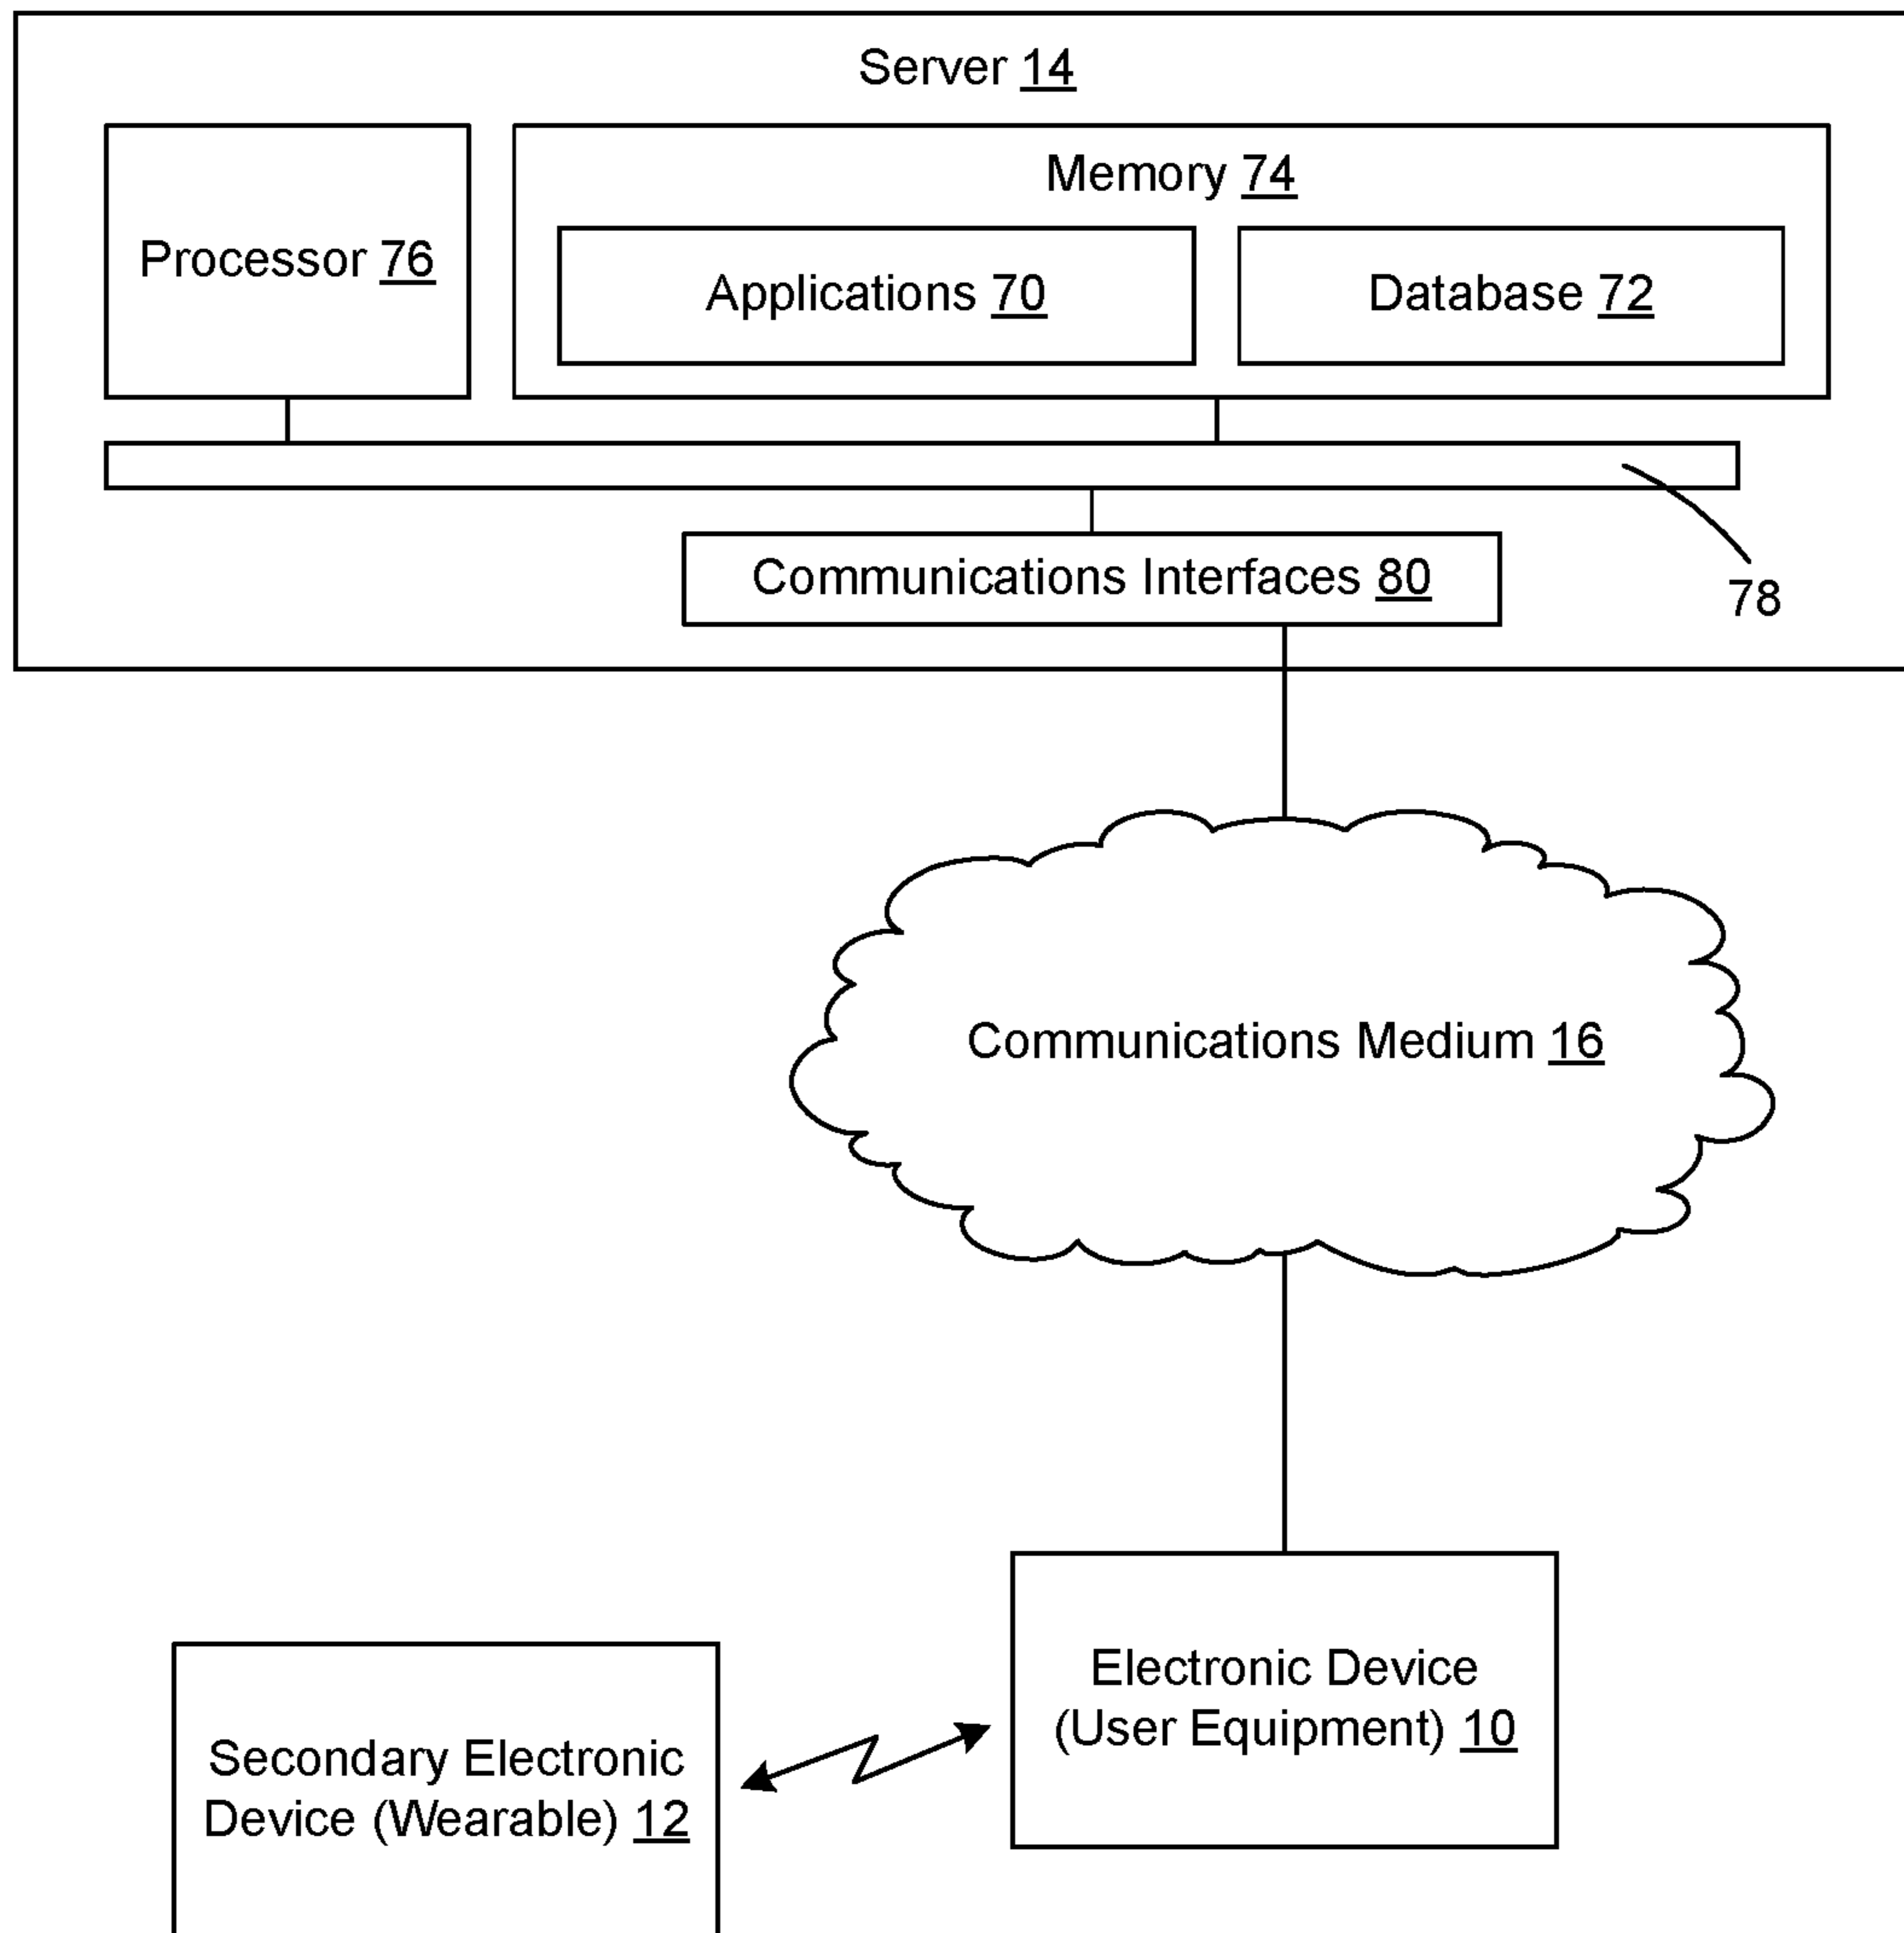 Server 14
Memory 74
Processor 76
Applications 70
Database 72
Communications Interfaces 80
78
Communications Medium 16
Electronic Device
(User Equipment) 10
Secondary Electronic
Device (Wearable) 12